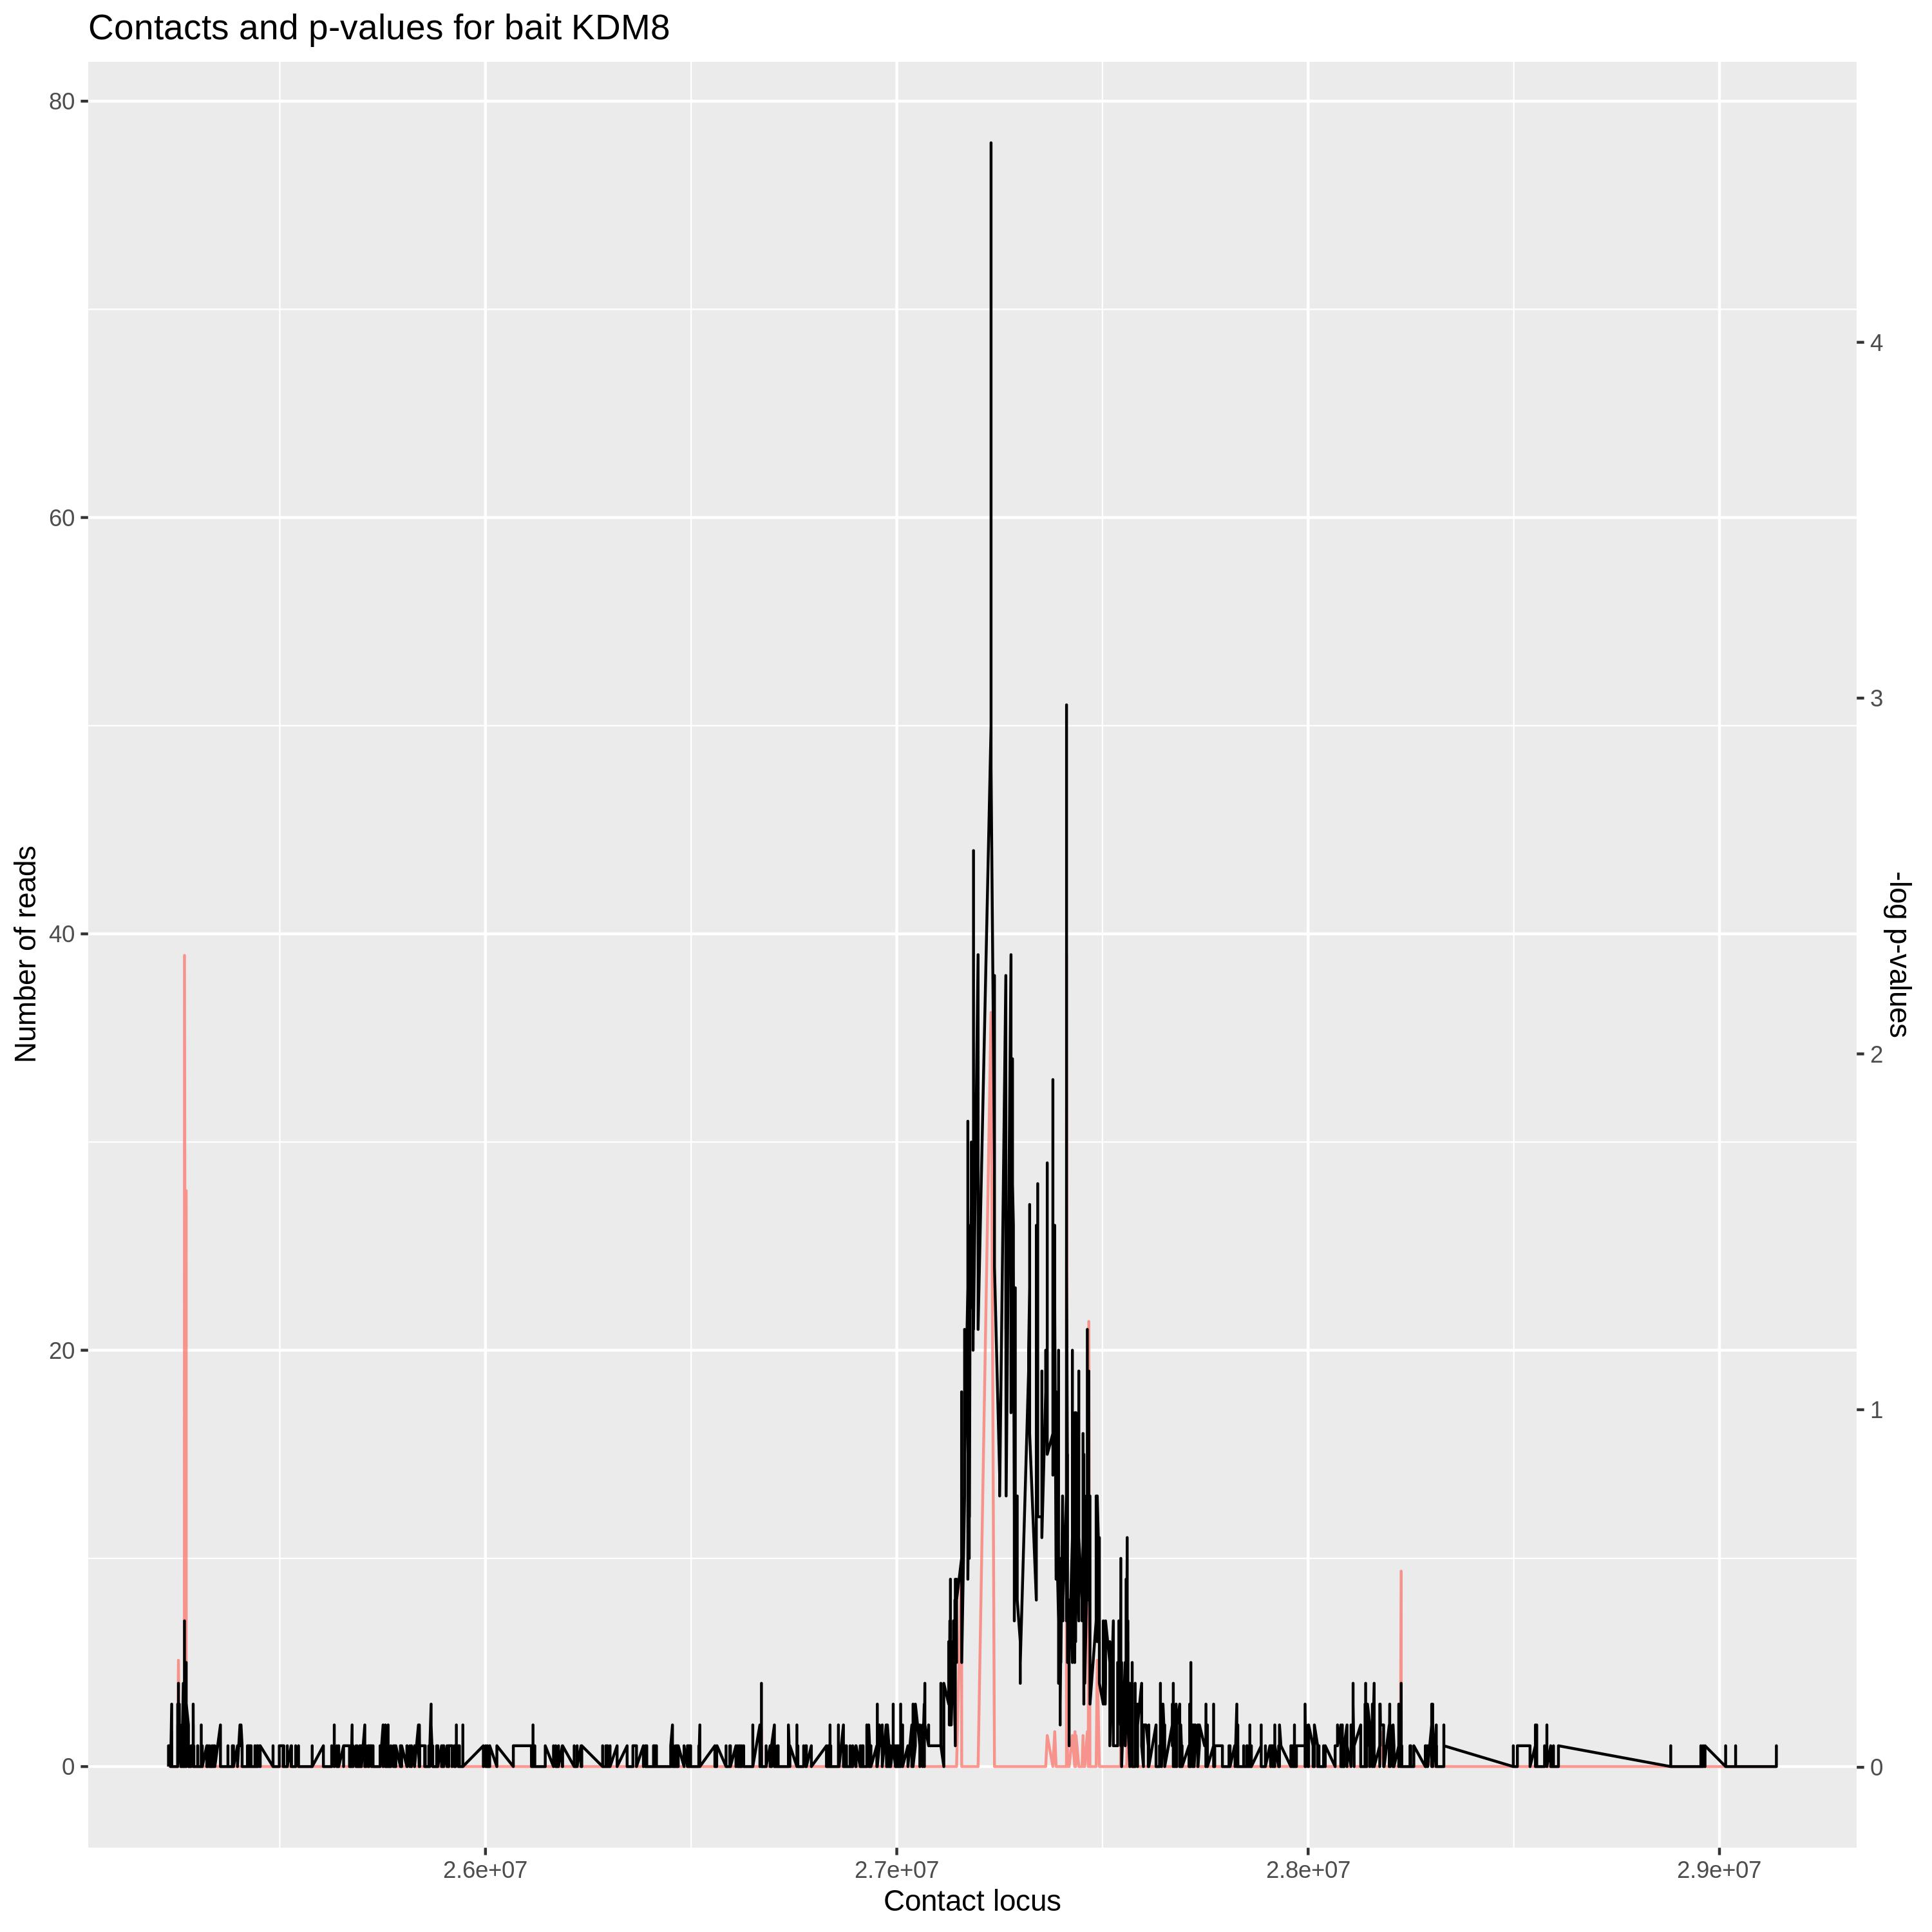 Contacts and p-values for bait KDM8
80
60
40
20
0
Number of reads
4
3
2
1
0
-log p-values
2.6e+07
2.7e+07
2.8e+07
2.9e+07
Contact locus